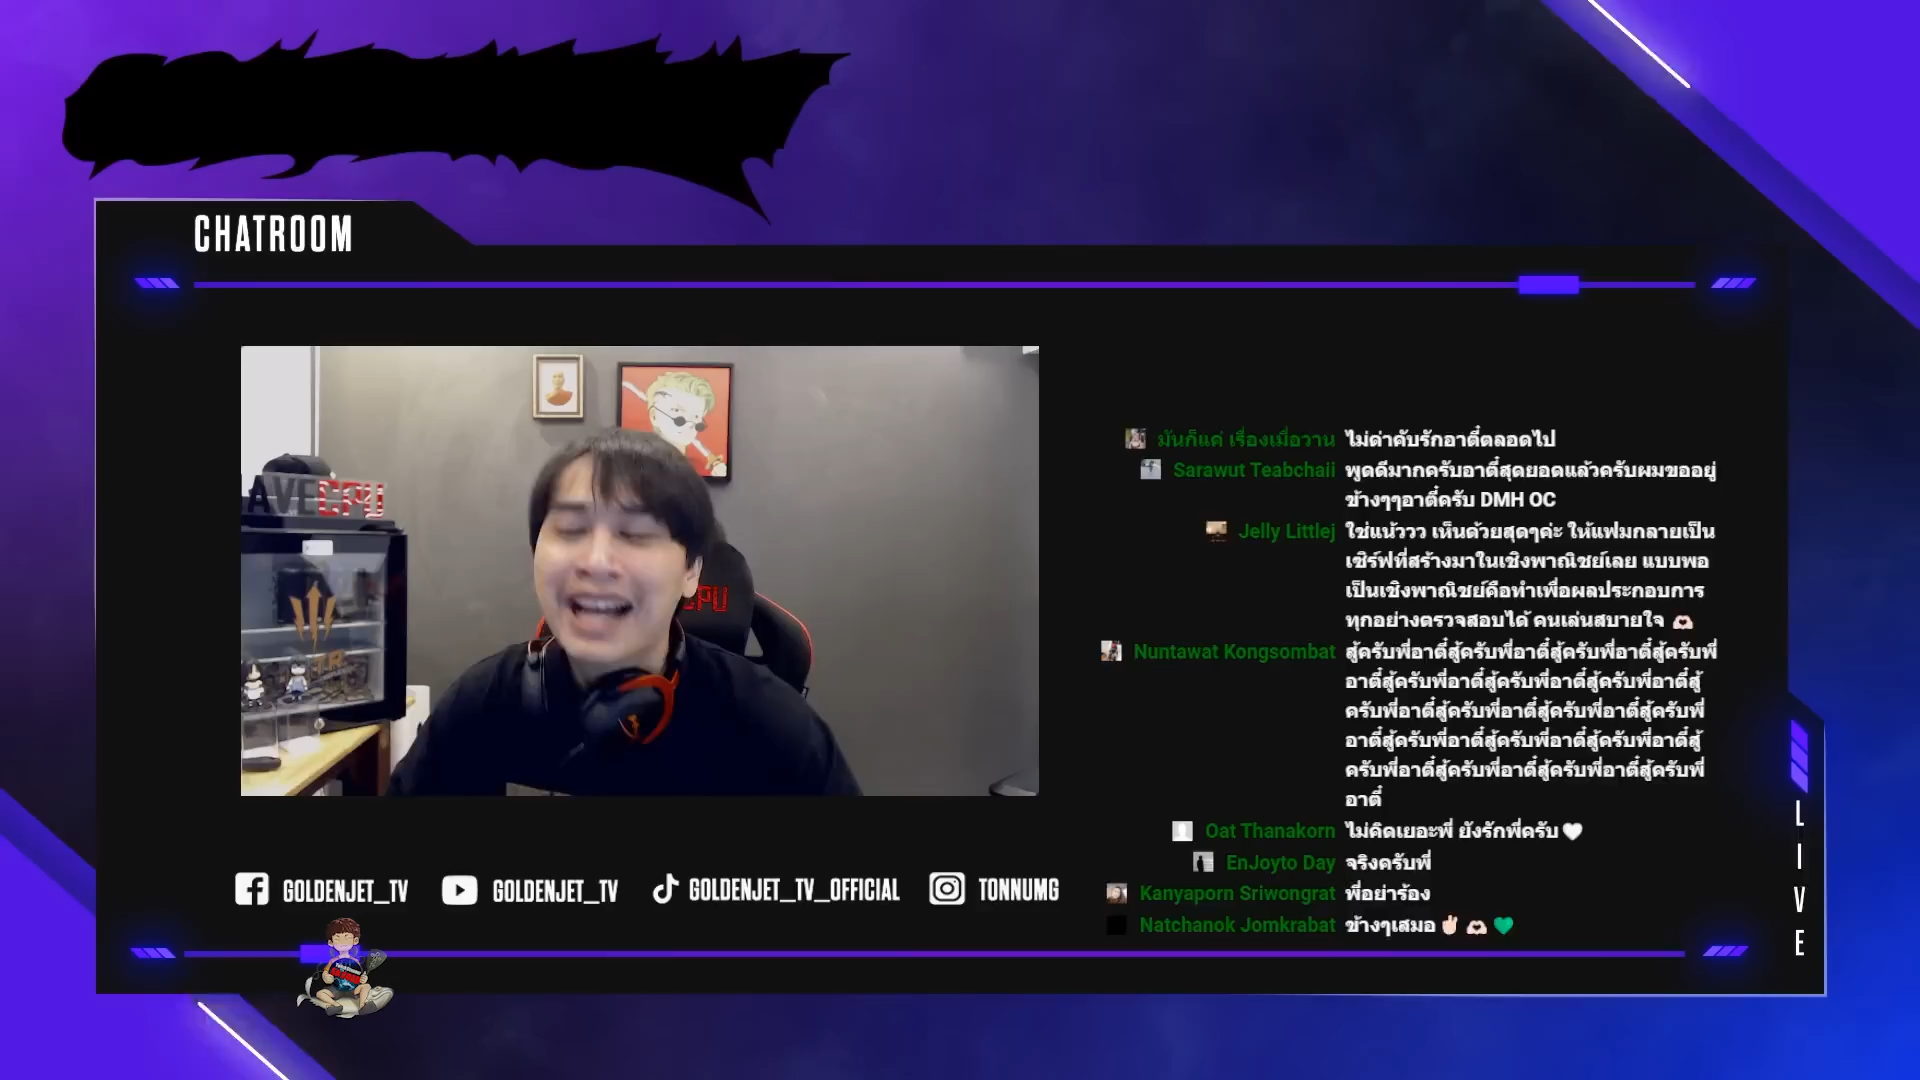 CHATROOM
AVECPU
CPU
มันก็แค่ เรื่องเมื่อวาน ไม่ด่าคับรักอาตี๋ตลอดไป
Sarawut Teabchaii พูดดีมากครับอาตี๋สุดยอดแล้วครับผมขออยู่
ข้างๆๆอาตี๋ครับ DMH OC
Jelly Littlej ใช่แน้ววว เห็นด้วยสุดๆค่ะ ให้แฟมกลายเป็น
เซิร์ฟที่สร้างมาในเชิงพาณิชย์เลย แบบพอ
เป็นเชิงพาณิชย์คือทำเพื่อผลประกอบการ
ทุกอย่างตรวจสอบได้ คนเล่นสบายใจ 🫶🏻
Nuntawat Kongsombat สู้ครับพี่อาตี๋สู้ครับพี่อาตี๋สู้ครับพี่อาตี๋สู้ครับพี่
อาตี๋สู้ครับพี่อาตี๋สู้ครับพี่อาตี๋สู้ครับพี่อาตี๋สู้
ครับพี่อาตี๋สู้ครับพี่อาตี๋สู้ครับพี่อาตี๋สู้ครับพี่
อาตี๋สู้ครับพี่อาตี๋สู้ครับพี่อาตี๋สู้ครับพี่อาตี๋สู้
ครับพี่อาตี๋สู้ครับพี่อาตี๋สู้ครับพี่อาตี๋สู้ครับพี่
อาตี๋
Oat Thanakorn ไม่คิดเยอะพี่ ยังรักพี่ครับ🤍
EnJoyto Day จริงครับพี่
Kanyaporn Sriwongrat พี่อย่าร้อง
Natchanok Jomkrabat ข้างๆเสมอ✌🏻 🫶🏻 💚
GOLDENJET_TV GOLDENJET_TV GOLDENJET_TV_OFFICIAL TONNUMG
LIVE